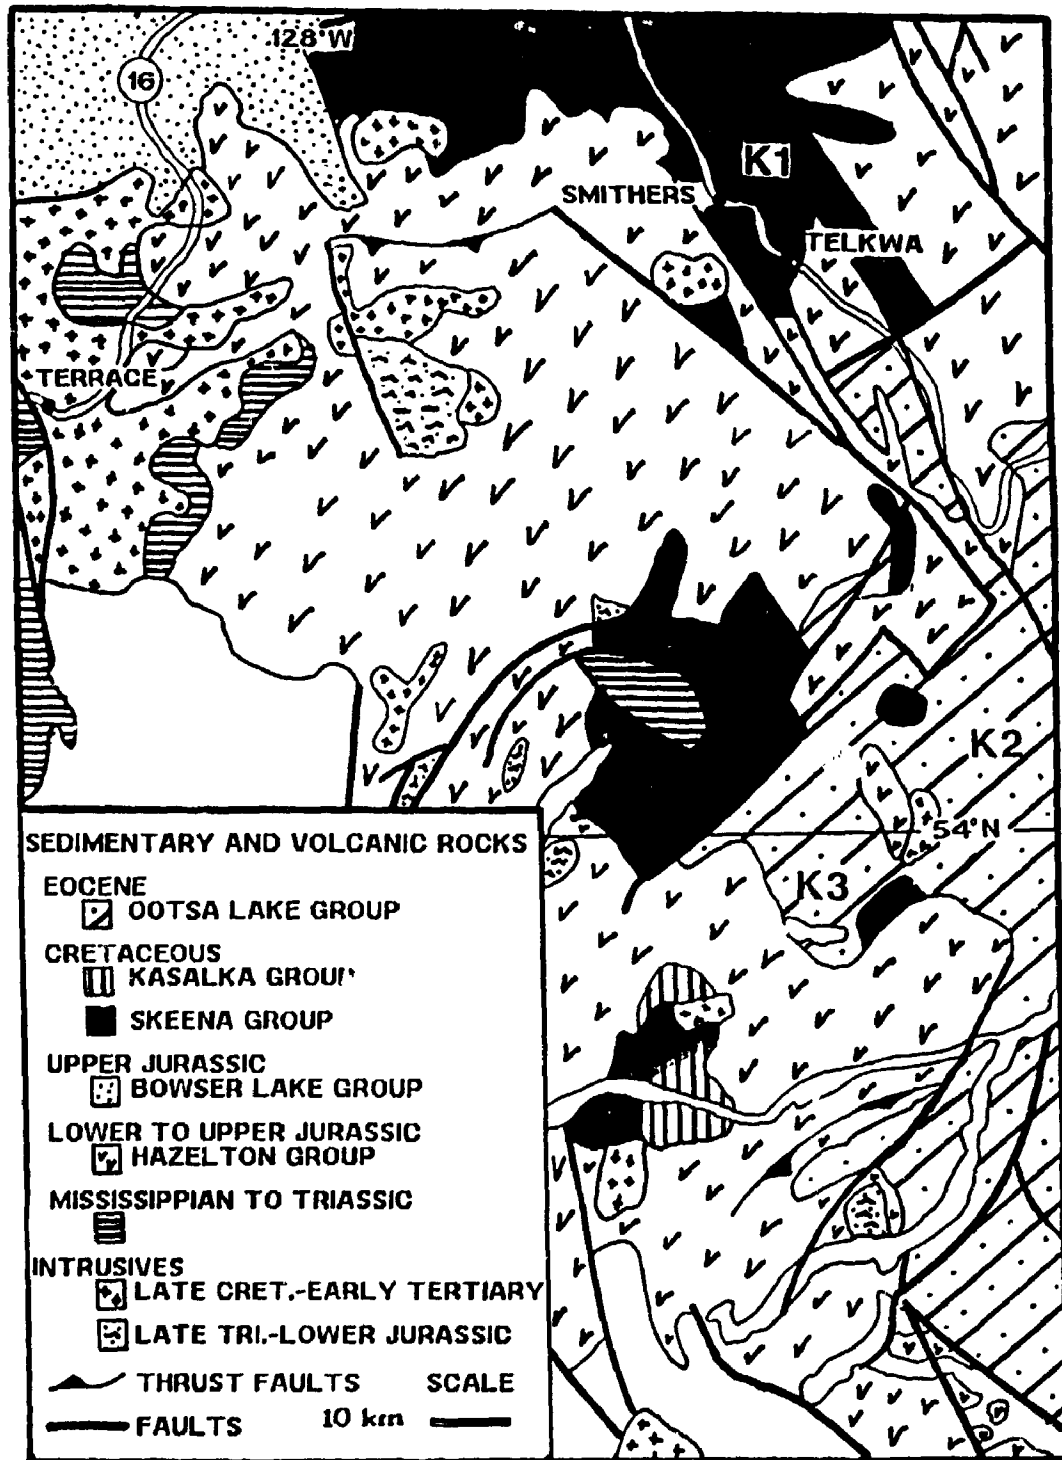 128°W
16
K1
SMITHERS
TELKWA
TERRACE
K2
54°N
K3
SEDIMENTARY AND VOLCANIC ROCKS
EOCENE
OOTSA LAKE GROUP
CRETACEOUS
KASALKA GROUP
SKEENA GROUP
UPPER JURASSIC
BOWSER LAKE GROUP
LOWER TO UPPER JURASSIC
HAZELTON GROUP
MISSISSIPPIAN TO TRIASSIC
INTRUSIVES
LATE CRET.-EARLY TERTIARY
LATE TRI.-LOWER JURASSIC
THRUST FAULTS SCALE
FAULTS 10 km